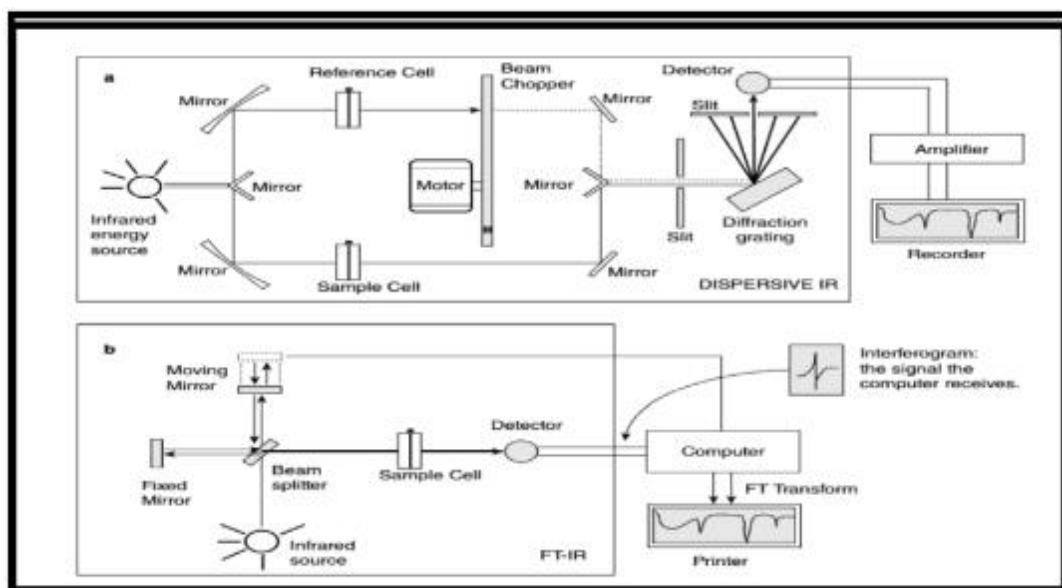 a
Reference Cell
Beam
Chopper
Detector
Mirror
Mirror
Slit
Amplifier
Motor
Mirror
Mirror
Infrared
energy
source
Slit
Diffraction
grating
Recorder
Mirror
Sample Cell
Mirror
DISPERSIVE IR
b
Moving
Mirror
Interferogram:
the signal the
computer receives.
Detector
Computer
Fixed
Mirror
Beam
splitter
Sample Cell
FT Transform
Infrared
source
FT-IR
Printer